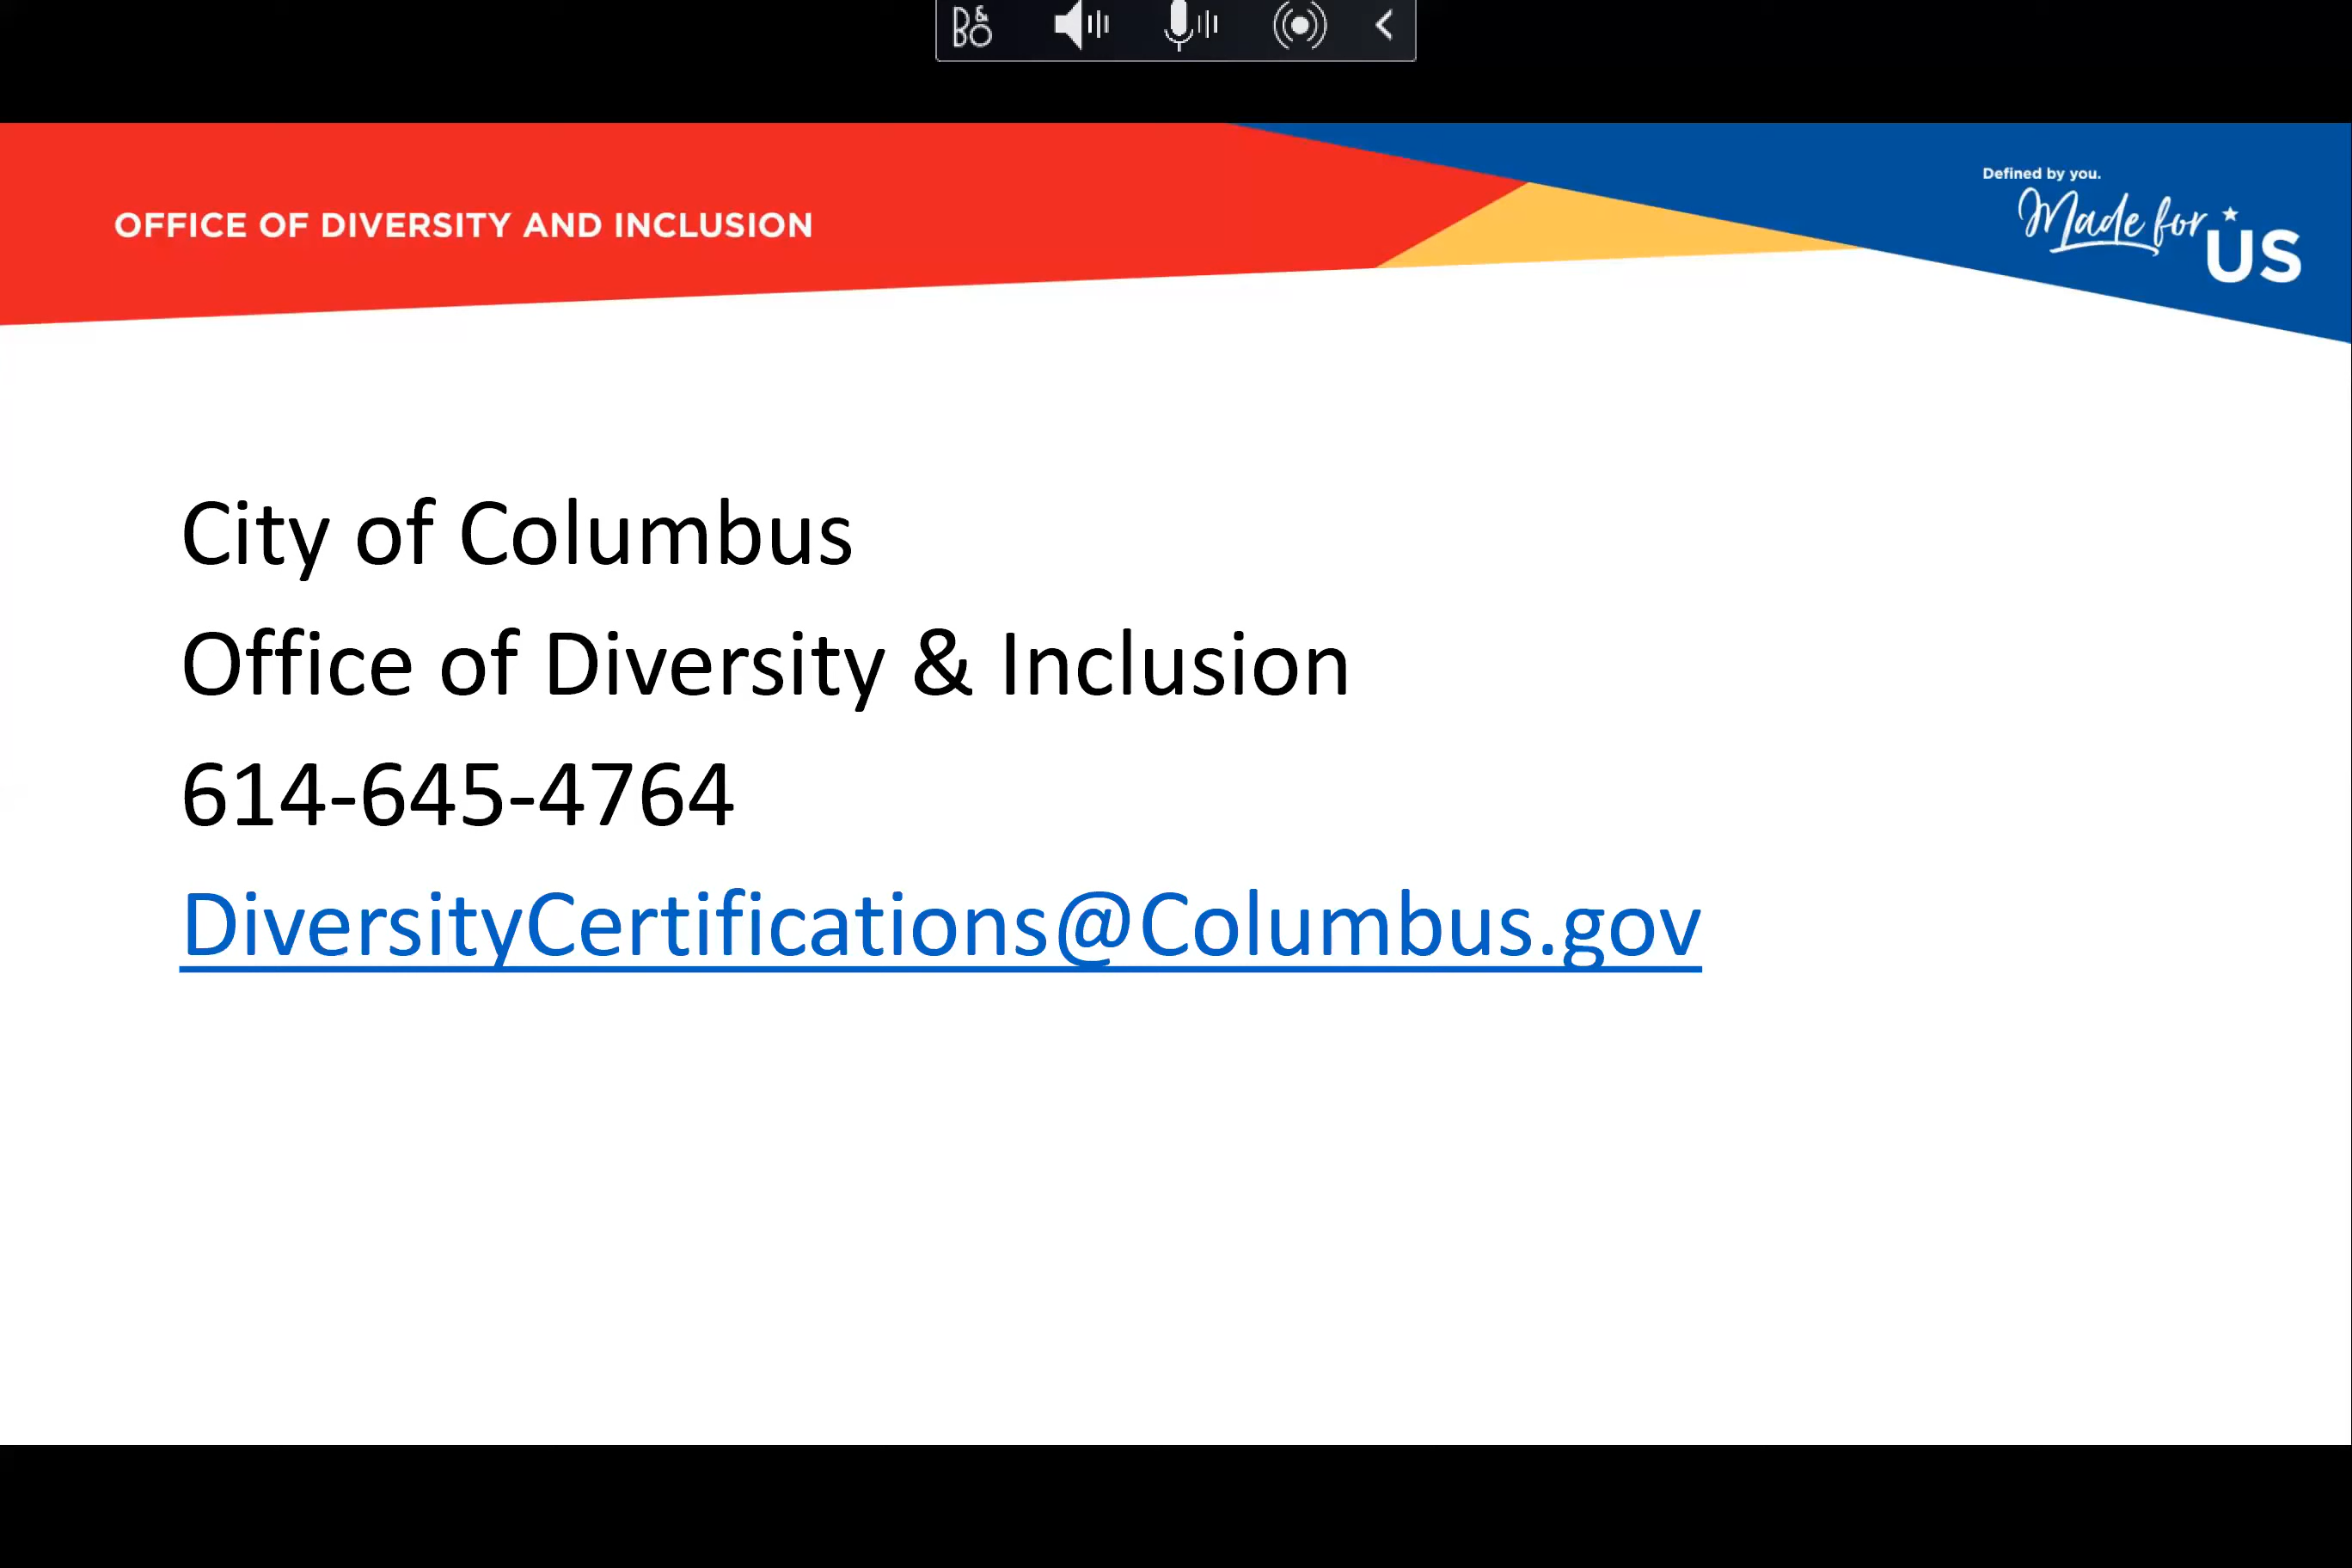 B&O
OFFICE OF DIVERSITY AND INCLUSION
Defined by you.
Made for US
City of Columbus
Office of Diversity & Inclusion
614-645-4764
DiversityCertifications@Columbus.gov